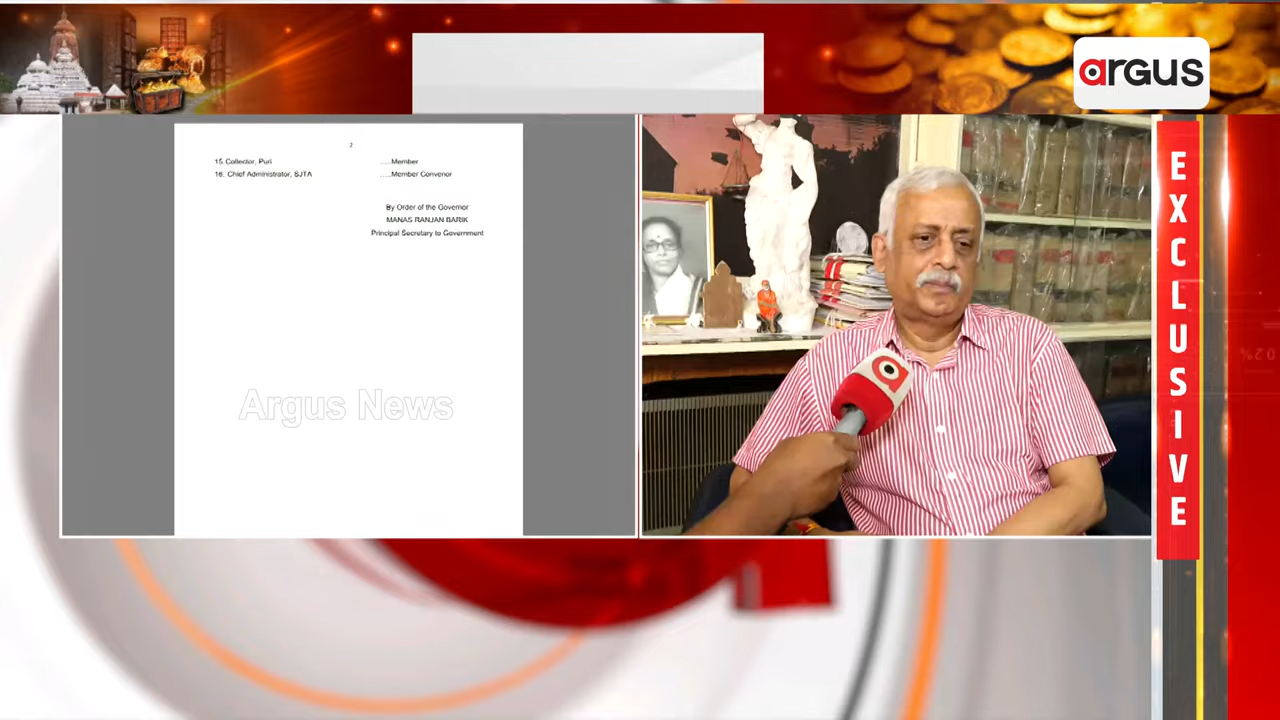 argus
2
15. Collector, Puri .....Member
16. Chief Administrator, SJTA .....Member Convenor
By Order of the Governor
MANAS RANJAN BARIK
Principal Secretary to Government
Argus News
EXCLUSIVE